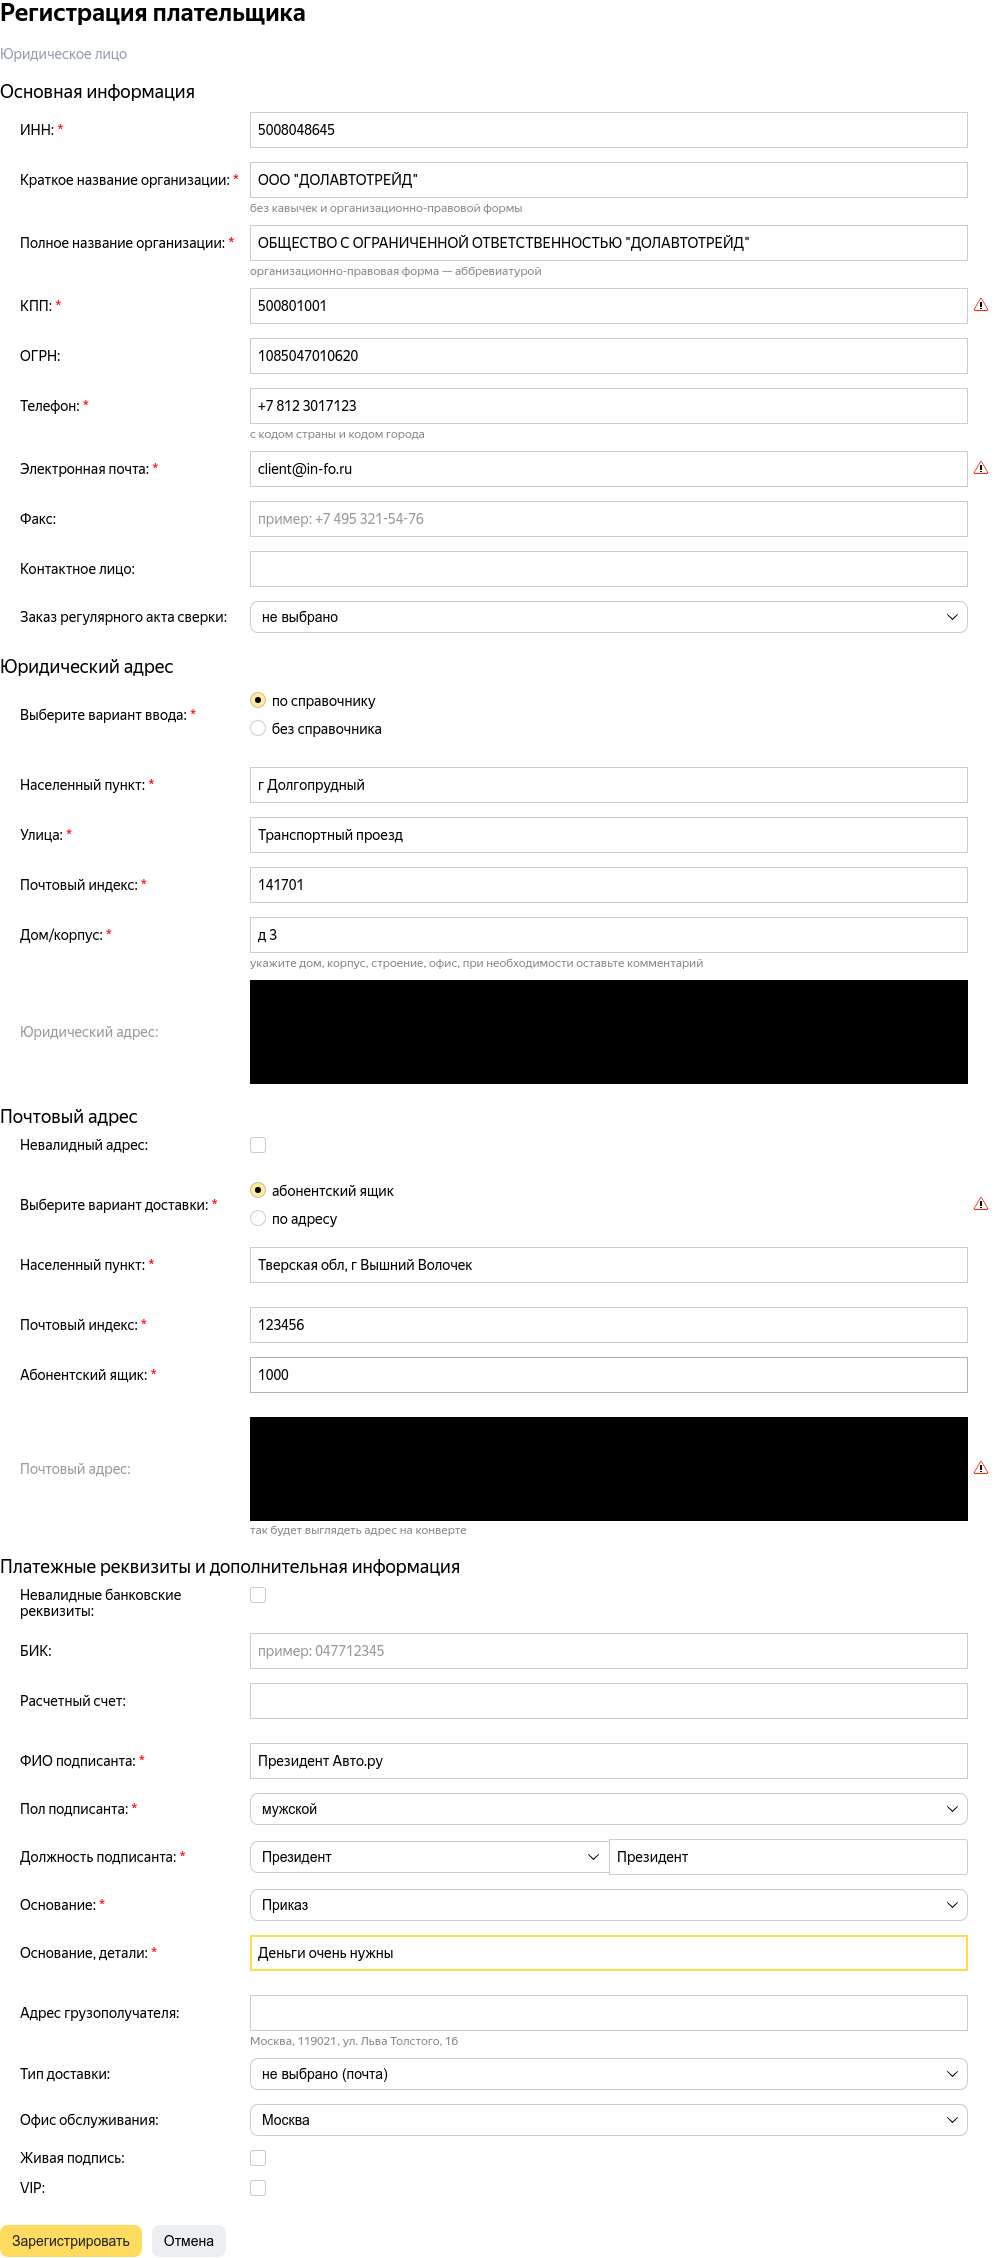 Регистрация плательщика
Юридическое лицо
Основная информация
ИНН: * 5008048645
Краткое название организации: * ООО "ДОЛАВТОТРЕЙД"
без кавычек и организационно-правовой формы
Полное название организации: * ОБЩЕСТВО С ОГРАНИЧЕННОЙ ОТВЕТСТВЕННОСТЬЮ "ДОЛАВТОТРЕЙД"
организационно-правовая форма — аббревиатурой
КПП: * 500801001
ОГРН: 1085047010620
Телефон: * +7 812 3017123
с кодом страны и кодом города
Электронная почта: * client@in-fo.ru
Факс: пример: +7 495 321-54-76
Контактное лицо:
Заказ регулярного акта сверки: не выбрано
Юридический адрес
Выберите вариант ввода: *
по справочнику
без справочника
Населенный пункт: * г Долгопрудный
Улица: * Транспортный проезд
Почтовый индекс: * 141701
Дом/корпус: * д 3
укажите дом, корпус, строение, офис, при необходимости оставьте комментарий
Юридический адрес:
Почтовый адрес
Невалидный адрес:
Выберите вариант доставки: *
абонентский ящик
по адресу
Населенный пункт: * Тверская обл, г Вышний Волочек
Почтовый индекс: * 123456
Абонентский ящик: * 1000
Почтовый адрес:
так будет выглядеть адрес на конверте
Платежные реквизиты и дополнительная информация
Невалидные банковские
реквизиты:
БИК: пример: 047712345
Расчетный счет:
ФИО подписанта: * Президент Авто.ру
Пол подписанта: * мужской
Должность подписанта: * Президент Президент
Основание: * Приказ
Основание, детали: * Деньги очень нужны
Адрес грузополучателя:
Москва, 119021, ул. Льва Толстого, 16
Тип доставки: не выбрано (почта)
Офис обслуживания: Москва
Живая подпись:
VIP:
Зарегистрировать Отмена